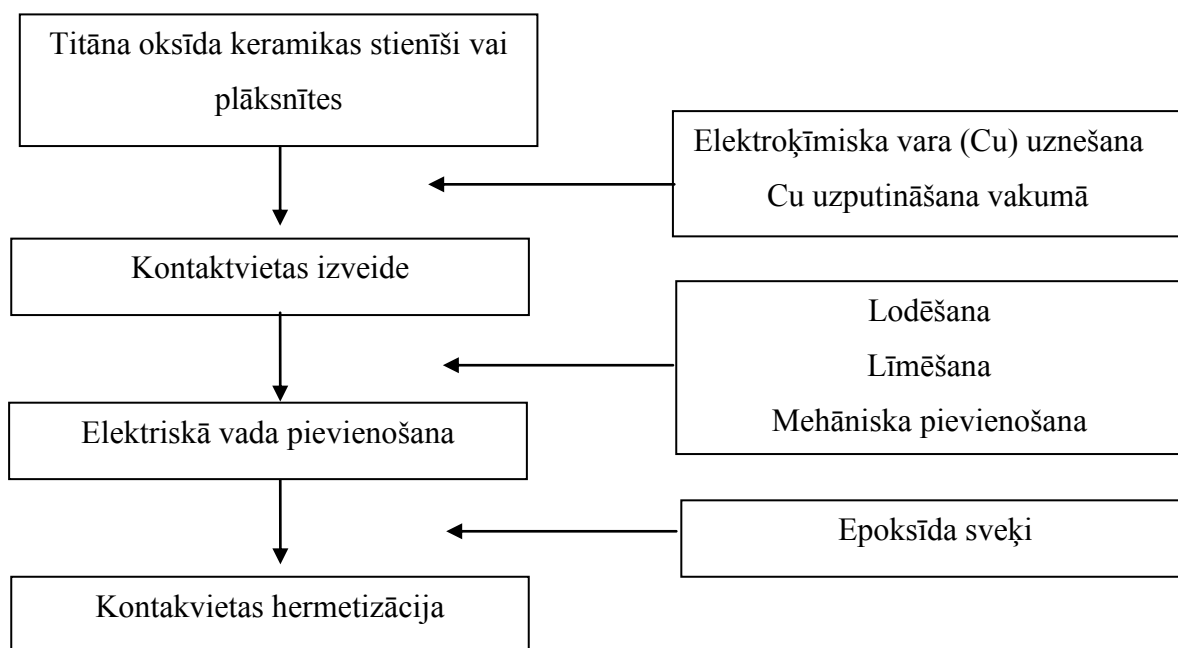 Titāna oksīda keramikas stienīši vai
plāksnītes
Elektroķīmiska vara (Cu) uznešana
Cu uzputināšana vakumā
Kontaktvietas izveide
Lodēšana
Līmēšana
Mehāniska pievienošana
Elektriskā vada pievienošana
Epoksīda sveķi
Kontakvietas hermetizācija